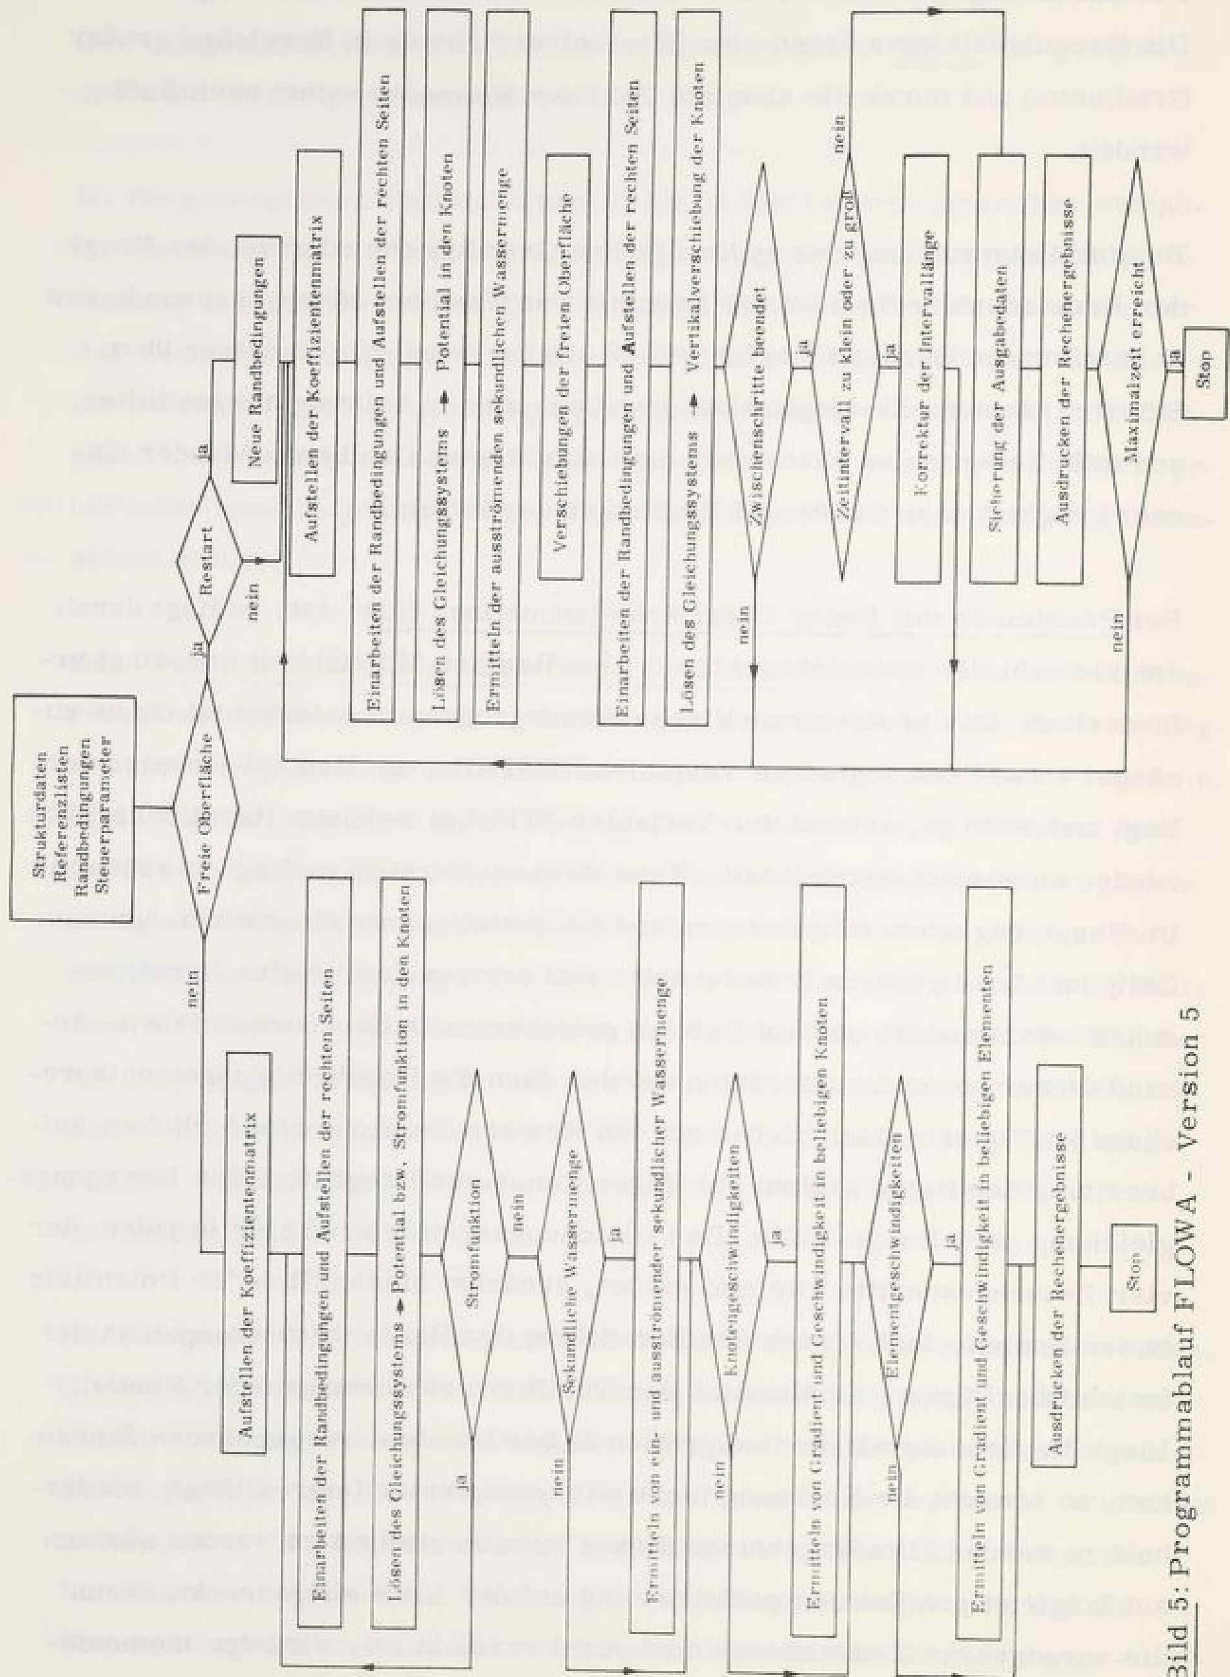 Strukturdaten
Referenzlisten
Randbedingungen
Steuerparameter
Freie Oberfläche
nein
ja
Aufstellen der Koeffizientenmatrix
Einarbeiten der Randbedingungen und Aufstellen der rechten Seiten
Lösen des Gleichungssystems → Potential bzw. Stromfunktion in den Knoten
Stromfunktion
ja
nein
Sekundliche Wassermenge
nein
ja
Ermitteln von ein- und ausströmender sekundlicher Wassermenge
Knotengeschwindigkeiten
nein
ja
Ermitteln von Gradient und Geschwindigkeit in beliebigen Knoten
Elementgeschwindigkeiten
nein
ja
Ermitteln von Gradent und Geschwindigkeit in beliebigen Elementen
Ausdrucken der Rechenergebnisse
Stop
Restart
ja
nein
Neue Randbedingungen
Aufstellen der Koeffizientenmatrix
Einarbeiten der Randbedingungen und Aufstellen der rechten Seiten
Lösen des Gleichungssystems → Potential in den Knoten
Ermitteln der ausströmenden sekundlichen Wassermenge
Verschiebungen der freien Oberfläche
Einarbeiten der Randbedingungen und Aufstellen der rechten Seiten
Lösen des Gleichungssystems → Vertikalverschiebung der Knoten
Zwischenschritte beendet
nein
ja
Zeitintervall zu klein oder zu groß
nein
ja
Korrektur der Intervallänge
Sicherung der Ausgabedaten
Ausdrucken der Rechenergebnisse
Maximalzeit erreicht
nein
ja
Stop
Bild 5: Programmablauf FLOWA - Version 5